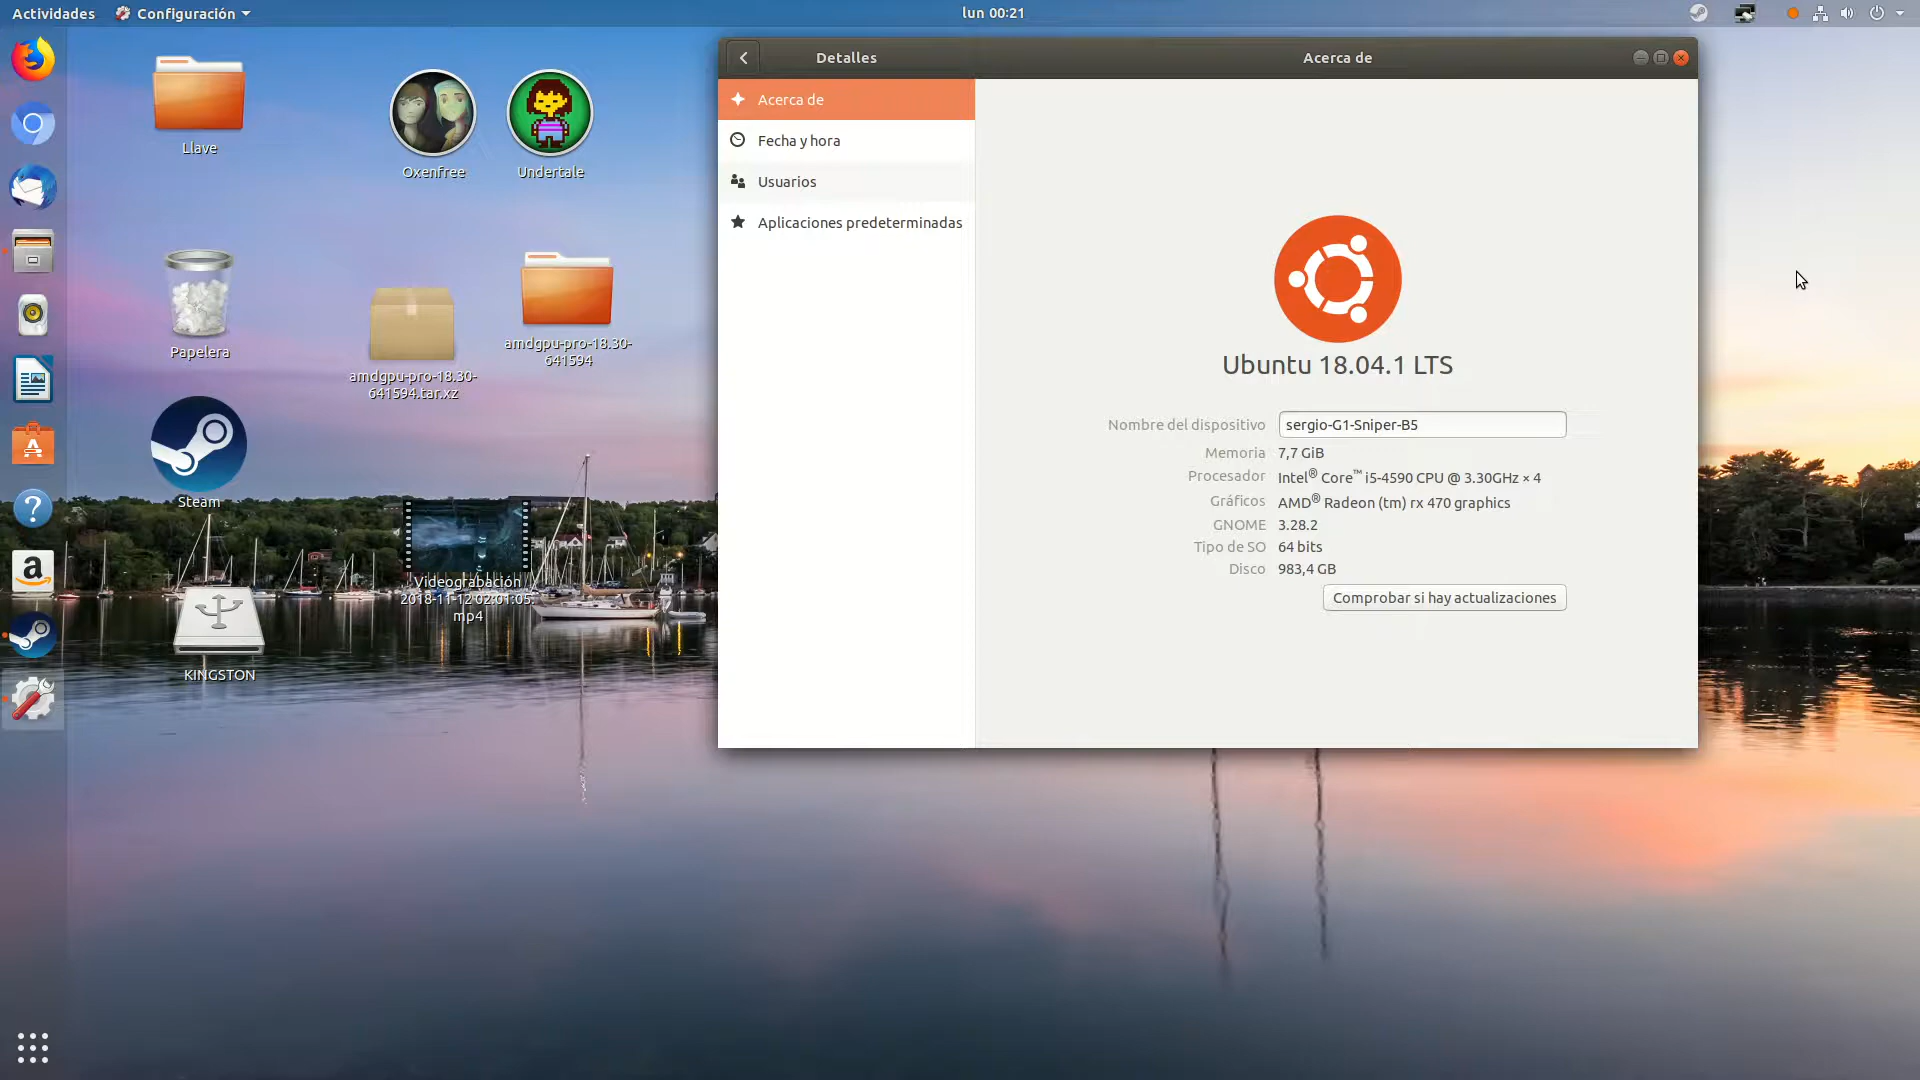 Actividades
Configuración
lun 00:21
Llave
Oxenfree
Undertale
Papelera
amdgpu-pro-18.30-
641594.tar.xz
amdgpu-pro-18.30-
641594
Steam
Videograbación
2018-11-12 02:01:05.
mp4
KINGSTON
a
?
A
Detalles
Acerca de
Acerca de
Fecha y hora
Usuarios
Aplicaciones predeterminadas
Ubuntu 18.04.1 LTS
Nombre del dispositivo sergio-G1-Sniper-B5
Memoria 7,7 GiB
Procesador Intel® Core™ i5-4590 CPU @ 3.30GHz × 4
Gráficos AMD® Radeon (tm) rx 470 graphics
GNOME 3.28.2
Tipo de SO 64 bits
Disco 983,4 GB
Comprobar si hay actualizaciones